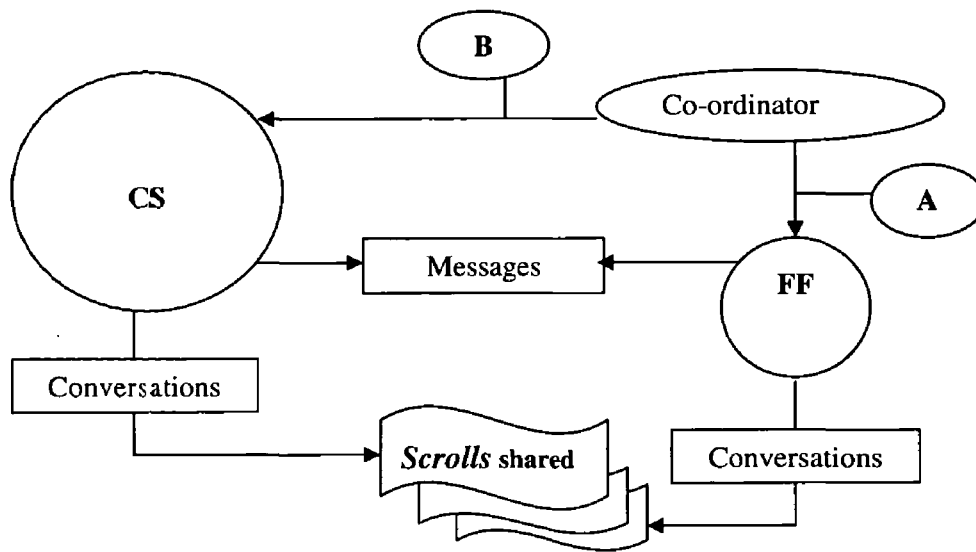 B
Co-ordinator
A
CS
Messages
FF
Conversations
Scrolls shared
Conversations